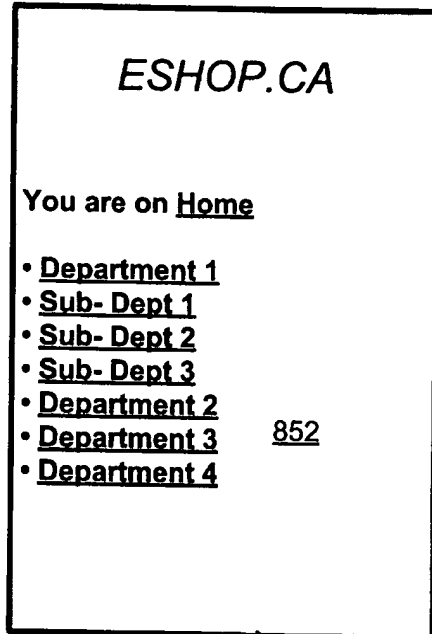 ESHOP.CA
You are on Home
• Department 1
• Sub- Dept 1
• Sub- Dept 2
• Sub- Dept 3
• Department 2
• Department 3 852
• Department 4